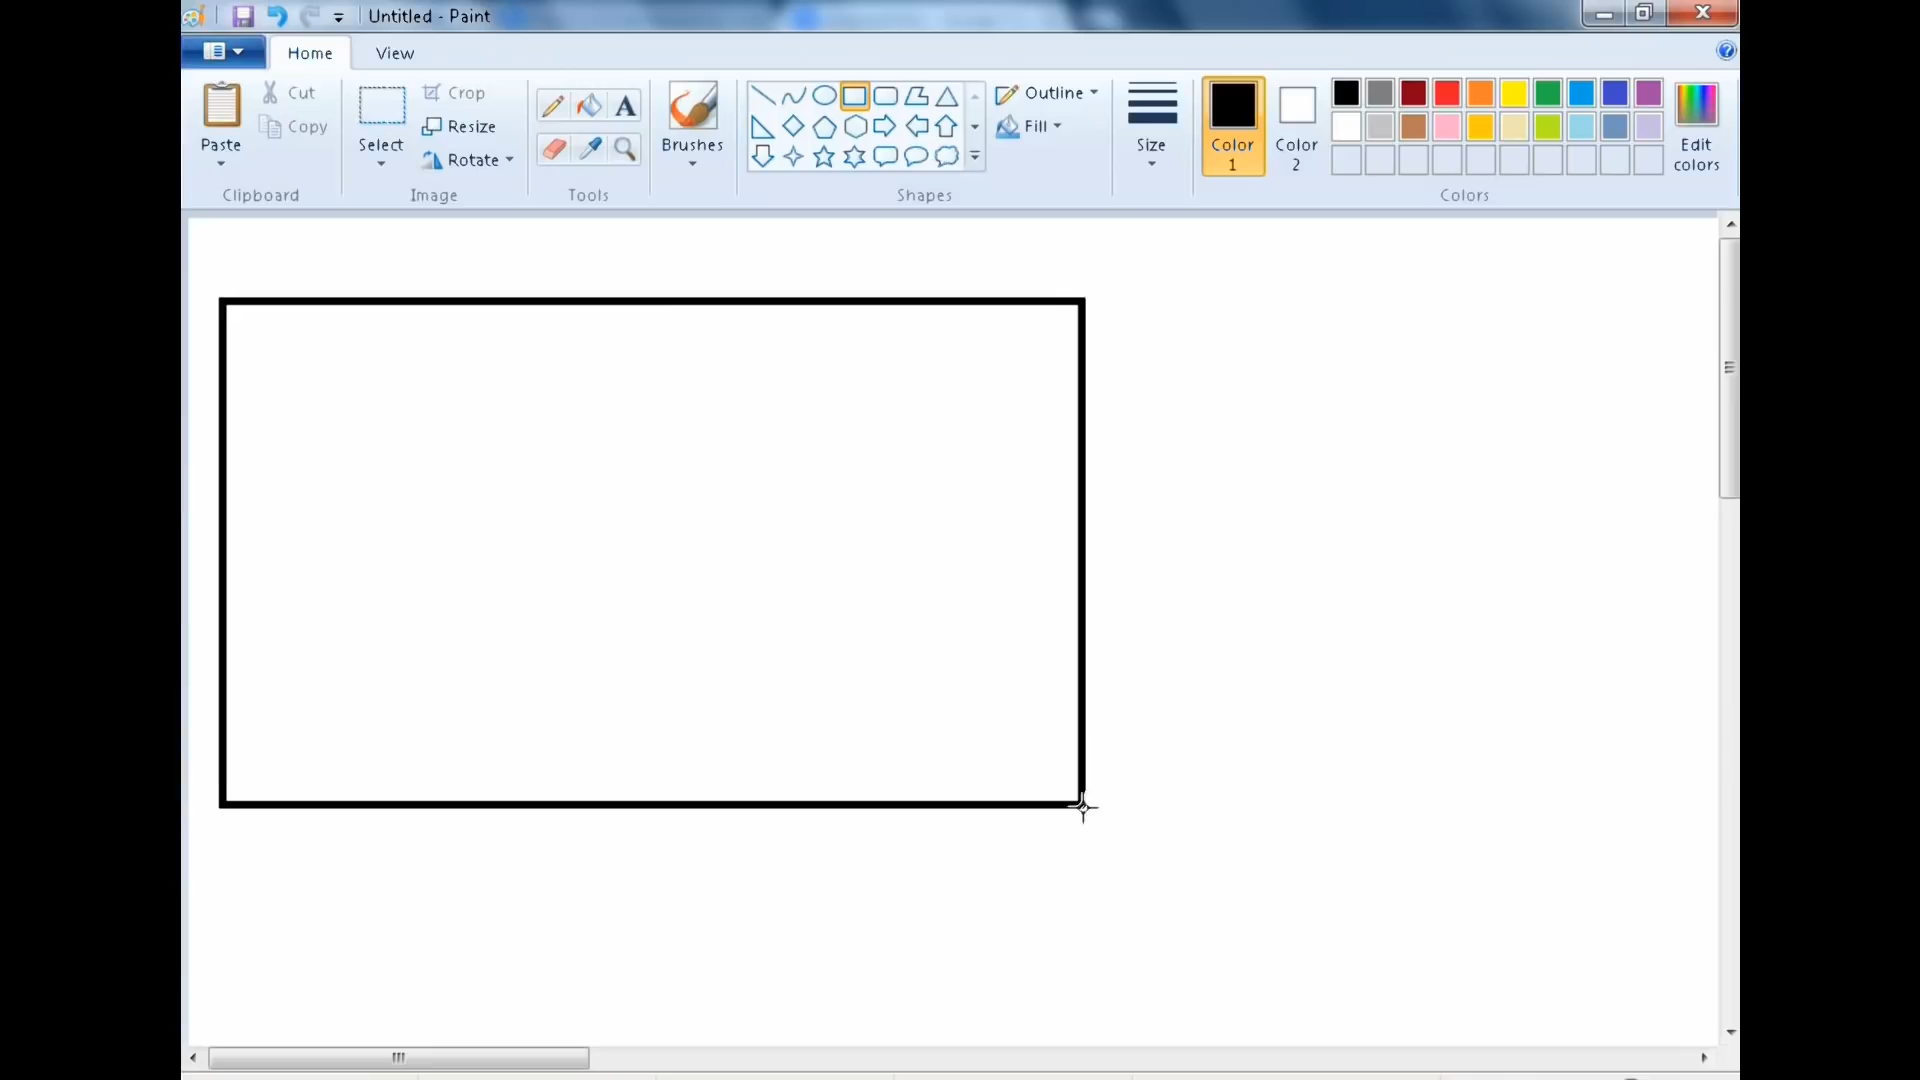 Untitled - Paint
Home
View
Paste
Cut
Copy
Clipboard
Select
Crop
Resize
Rotate
Image
A
Tools
Brushes
Shapes
Outline
Fill
Size
Color 1
Color 2
Edit colors
Colors